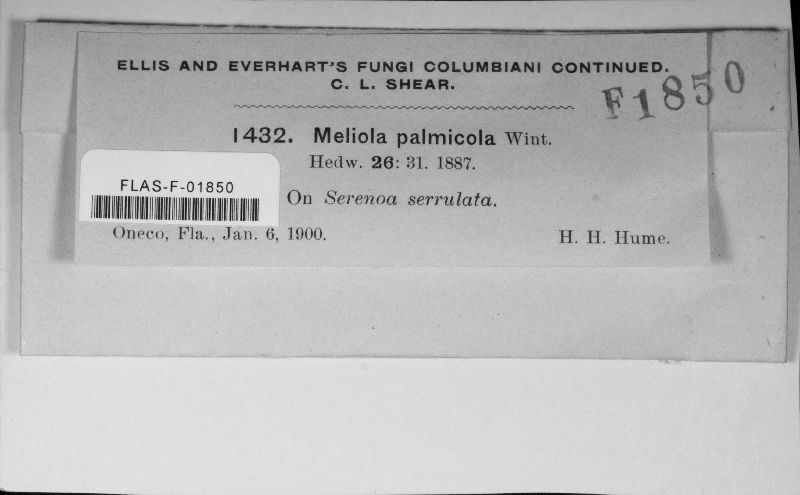 ELLIS AND EVERHART'S FUNGI COLUMBIANI CONTINUED.
C. L. SHEAR.
F1850
1432. Meliola palmicola Wint.
Hedw. 26: 31. 1887.
FLAS-F-01850
On Serenoa serrulata.
Oneco, Fla., Jan. 6, 1900. H. H. Hume.